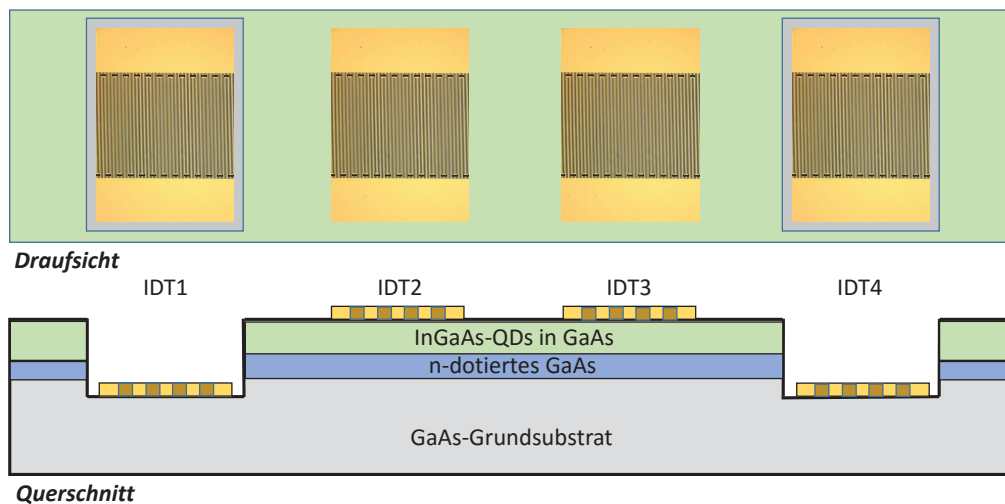 Draufsicht
IDT1 IDT2 IDT3 IDT4
InGaAs-QDs in GaAs
n-dotiertes GaAs
GaAs-Grundsubstrat
Querschnitt